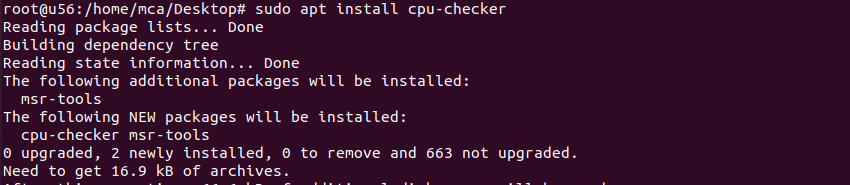 root@u56:/home/mca/Desktop# sudo apt install cpu-checker
Reading package lists... Done
Building dependency tree
Reading state information... Done
The following additional packages will be installed:
  msr-tools
The following NEW packages will be installed:
  cpu-checker msr-tools
0 upgraded, 2 newly installed, 0 to remove and 663 not upgraded.
Need to get 16.9 kB of archives.